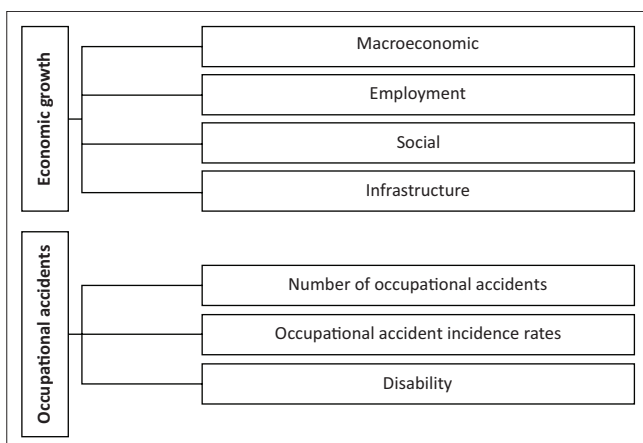 Economic growth
Macroeconomic
Employment
Social
Infrastructure
Occupational accidents
Number of occupational accidents
Occupational accident incidence rates
Disability